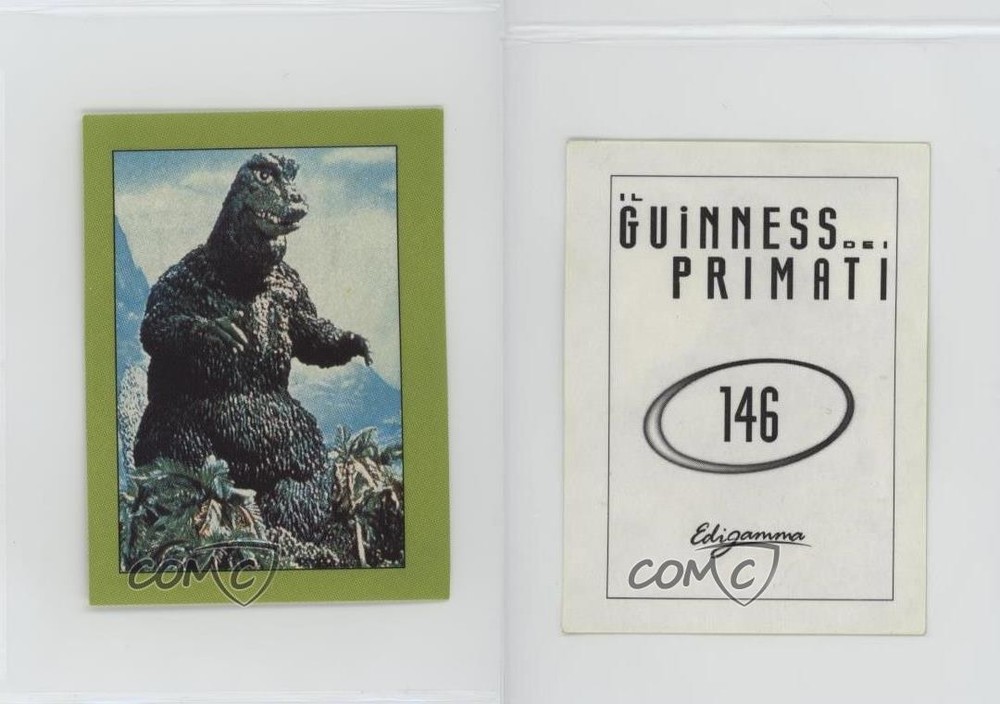 COMC
IL
GUiNNESS DEI
PRIMATI
146
Edigamma
COMC